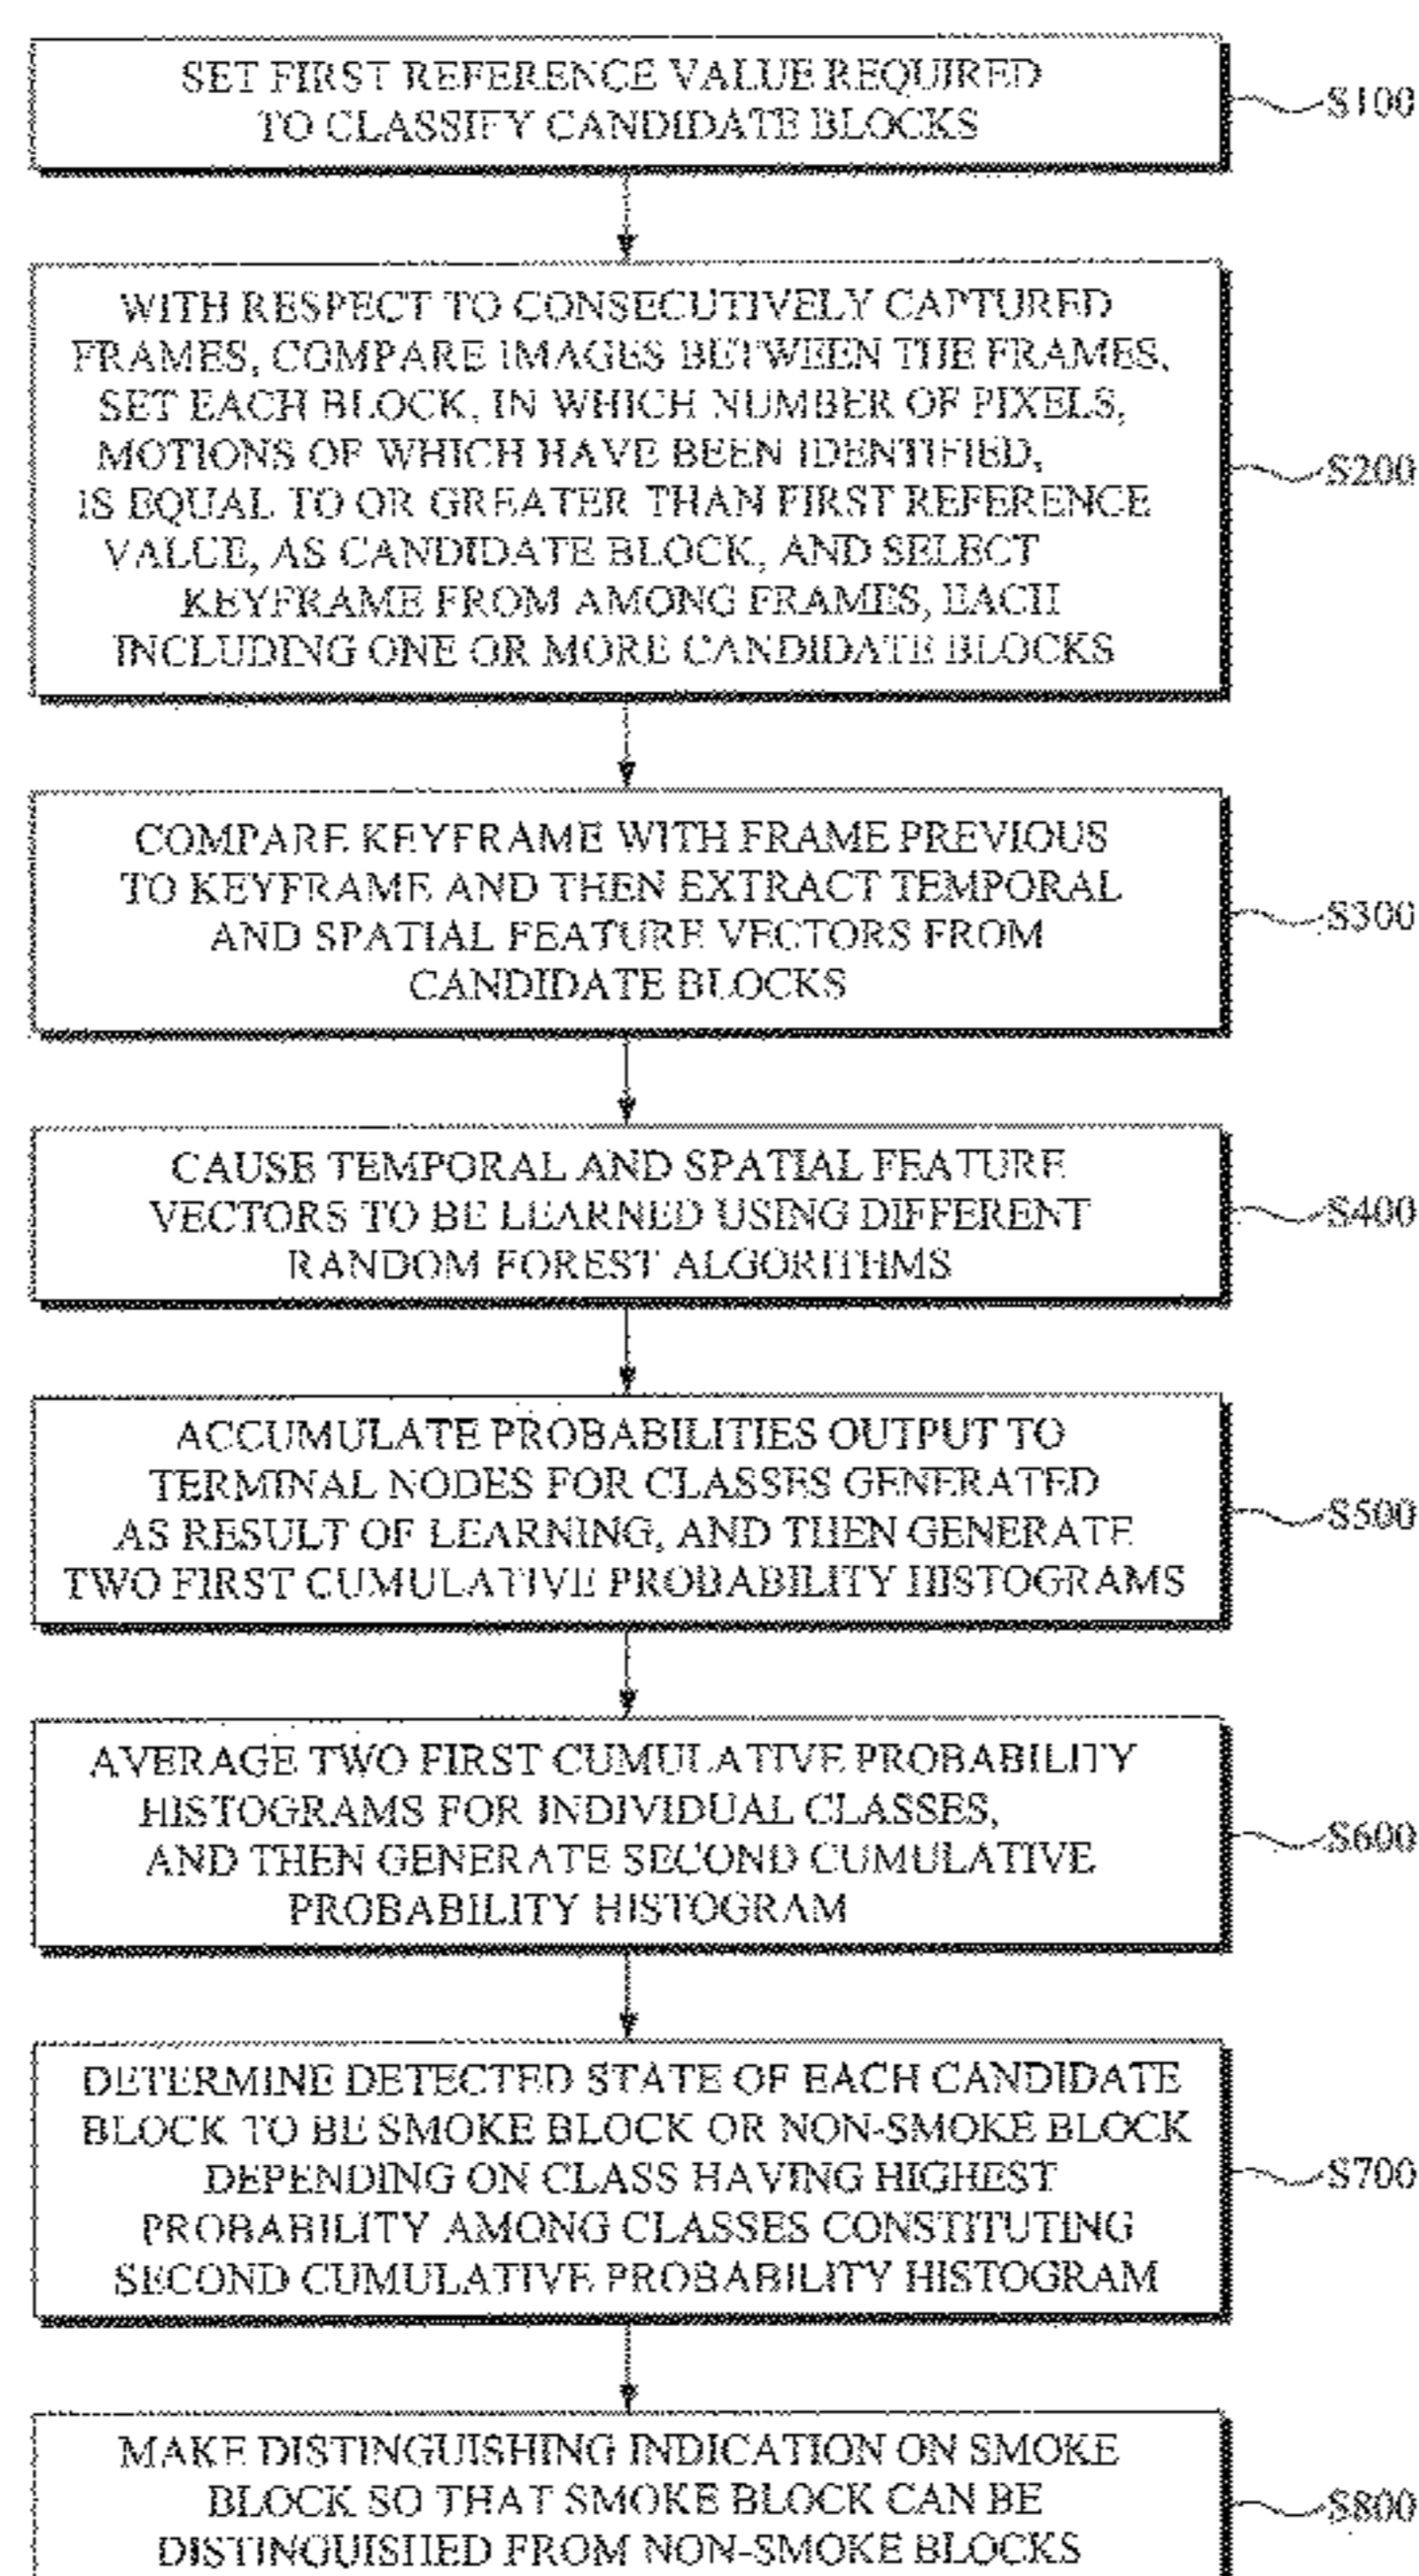 SET FIRST REFERENCE VALUE REQUIRED
TO CLASSIFY CANDIDATE BLOCKS
S100
WITH RESPECT TO CONSECUTIVELY CAPTURED
FRAMES, COMPARE IMAGES BETWEEN THE FRAMES,
SET EACH BLOCK, IN WHICH NUMBER OF PIXELS,
MOTIONS OF WHICH HAVE BEEN IDENTIFIED,
IS EQUAL TO OR GREATER THAN FIRST REFERENCE
VALUE, AS CANDIDATE BLOCK, AND SELECT
KEYFRAME FROM AMONG FRAMES, EACH
INCLUDING ONE OR MORE CANDIDATE BLOCKS
S200
COMPARE KEYFRAME WITH FRAME PREVIOUS
TO KEYFRAME AND THEN EXTRACT TEMPORAL
AND SPATIAL FEATURE VECTORS FROM
CANDIDATE BLOCKS
S300
CAUSE TEMPORAL AND SPATIAL FEATURE
VECTORS TO BE LEARNED USING DIFFERENT
RANDOM FOREST ALGORITHMS
S400
ACCUMULATE PROBABILITIES OUTPUT TO
TERMINAL NODES FOR CLASSES GENERATED
AS RESULT OF LEARNING, AND THEN GENERATE
TWO FIRST CUMULATIVE PROBABILITY HISTOGRAMS
S500
AVERAGE TWO FIRST CUMULATIVE PROBABILITY
HISTOGRAMS FOR INDIVIDUAL CLASSES,
AND THEN GENERATE SECOND CUMULATIVE
PROBABILITY HISTOGRAM
S600
DETERMINE DETECTED STATE OF EACH CANDIDATE
BLOCK TO BE SMOKE BLOCK OR NON-SMOKE BLOCK
DEPENDING ON CLASS HAVING HIGHEST
PROBABILITY AMONG CLASSES CONSTITUTING
SECOND CUMULATIVE PROBABILITY HISTOGRAM
S700
MAKE DISTINGUISHING INDICATION ON SMOKE
BLOCK SO THAT SMOKE BLOCK CAN BE
DISTINGUISHED FROM NON-SMOKE BLOCKS
S800